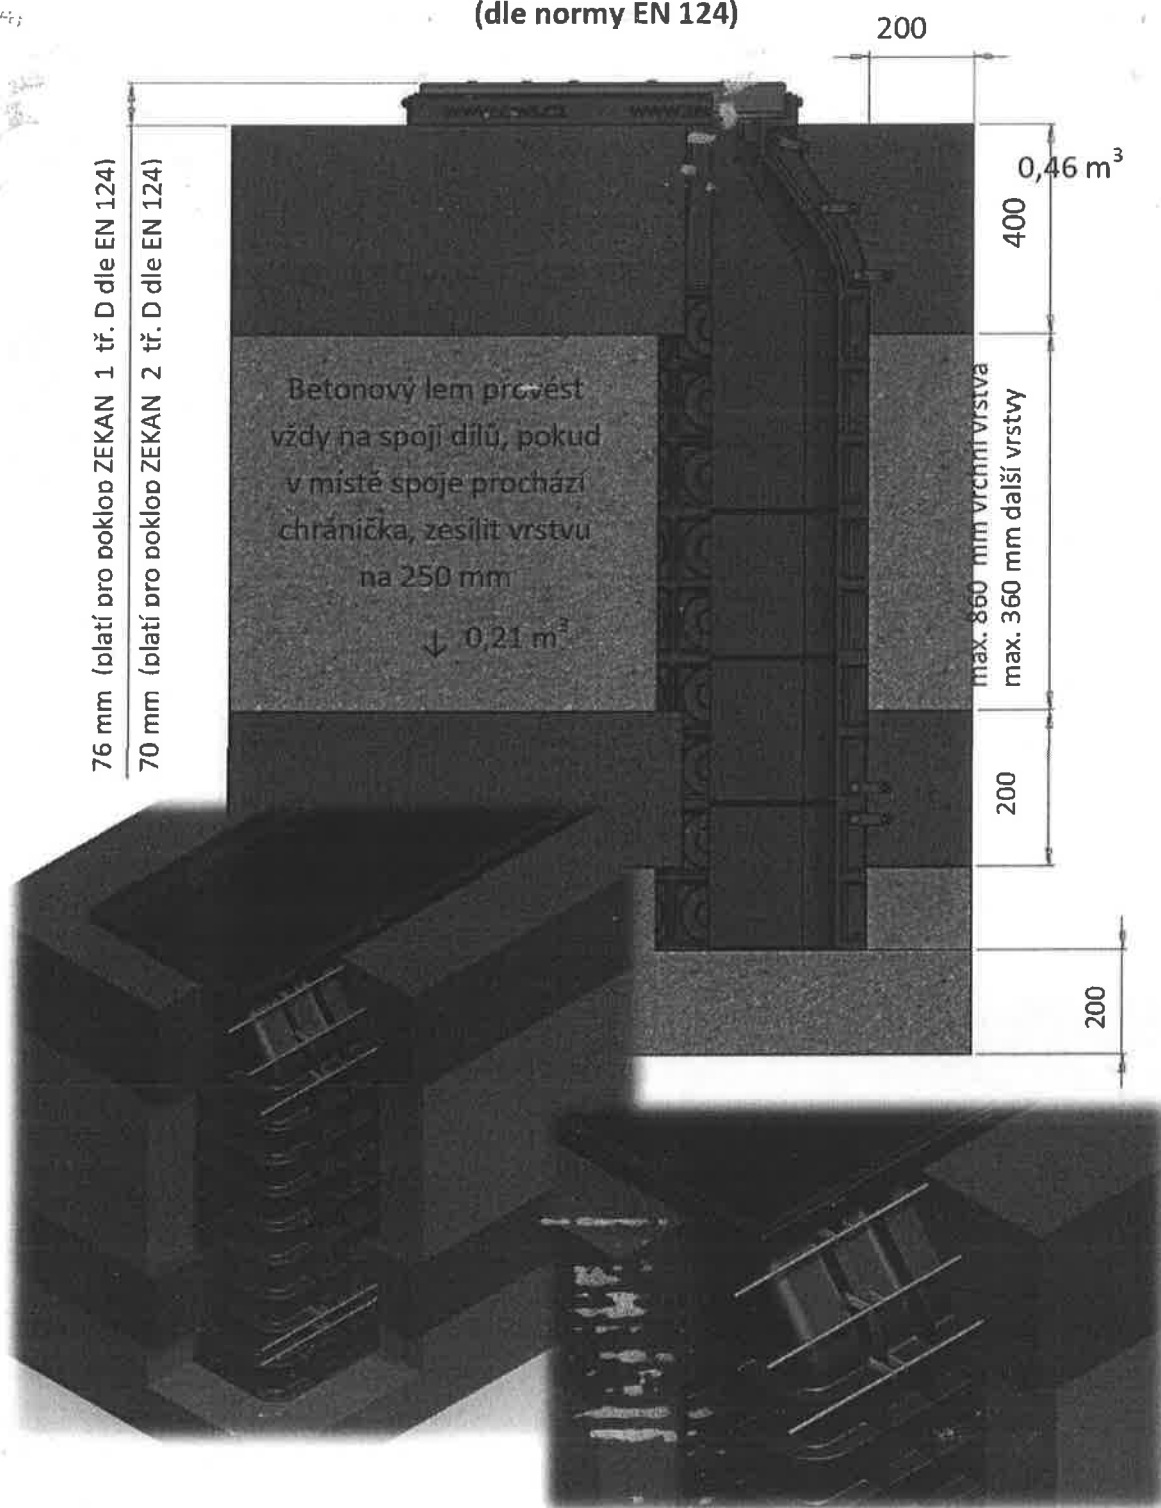 (dle normy EN 124)
200
0,46 m³
400
76 mm (platí pro poklop ZEKAN 1 tř. D dle EN 124)
70 mm (platí pro poklop ZEKAN 2 tř. D dle EN 124)
Betonový lem provést
vždy na spoji dílů, pokud
v místě spoje prochází
chránička, zesílit vrstvu
na 250 mm
↓ 0,21 m³
max. 860 mm vrchní vrstva
max. 360 mm další vrstvy
200
200